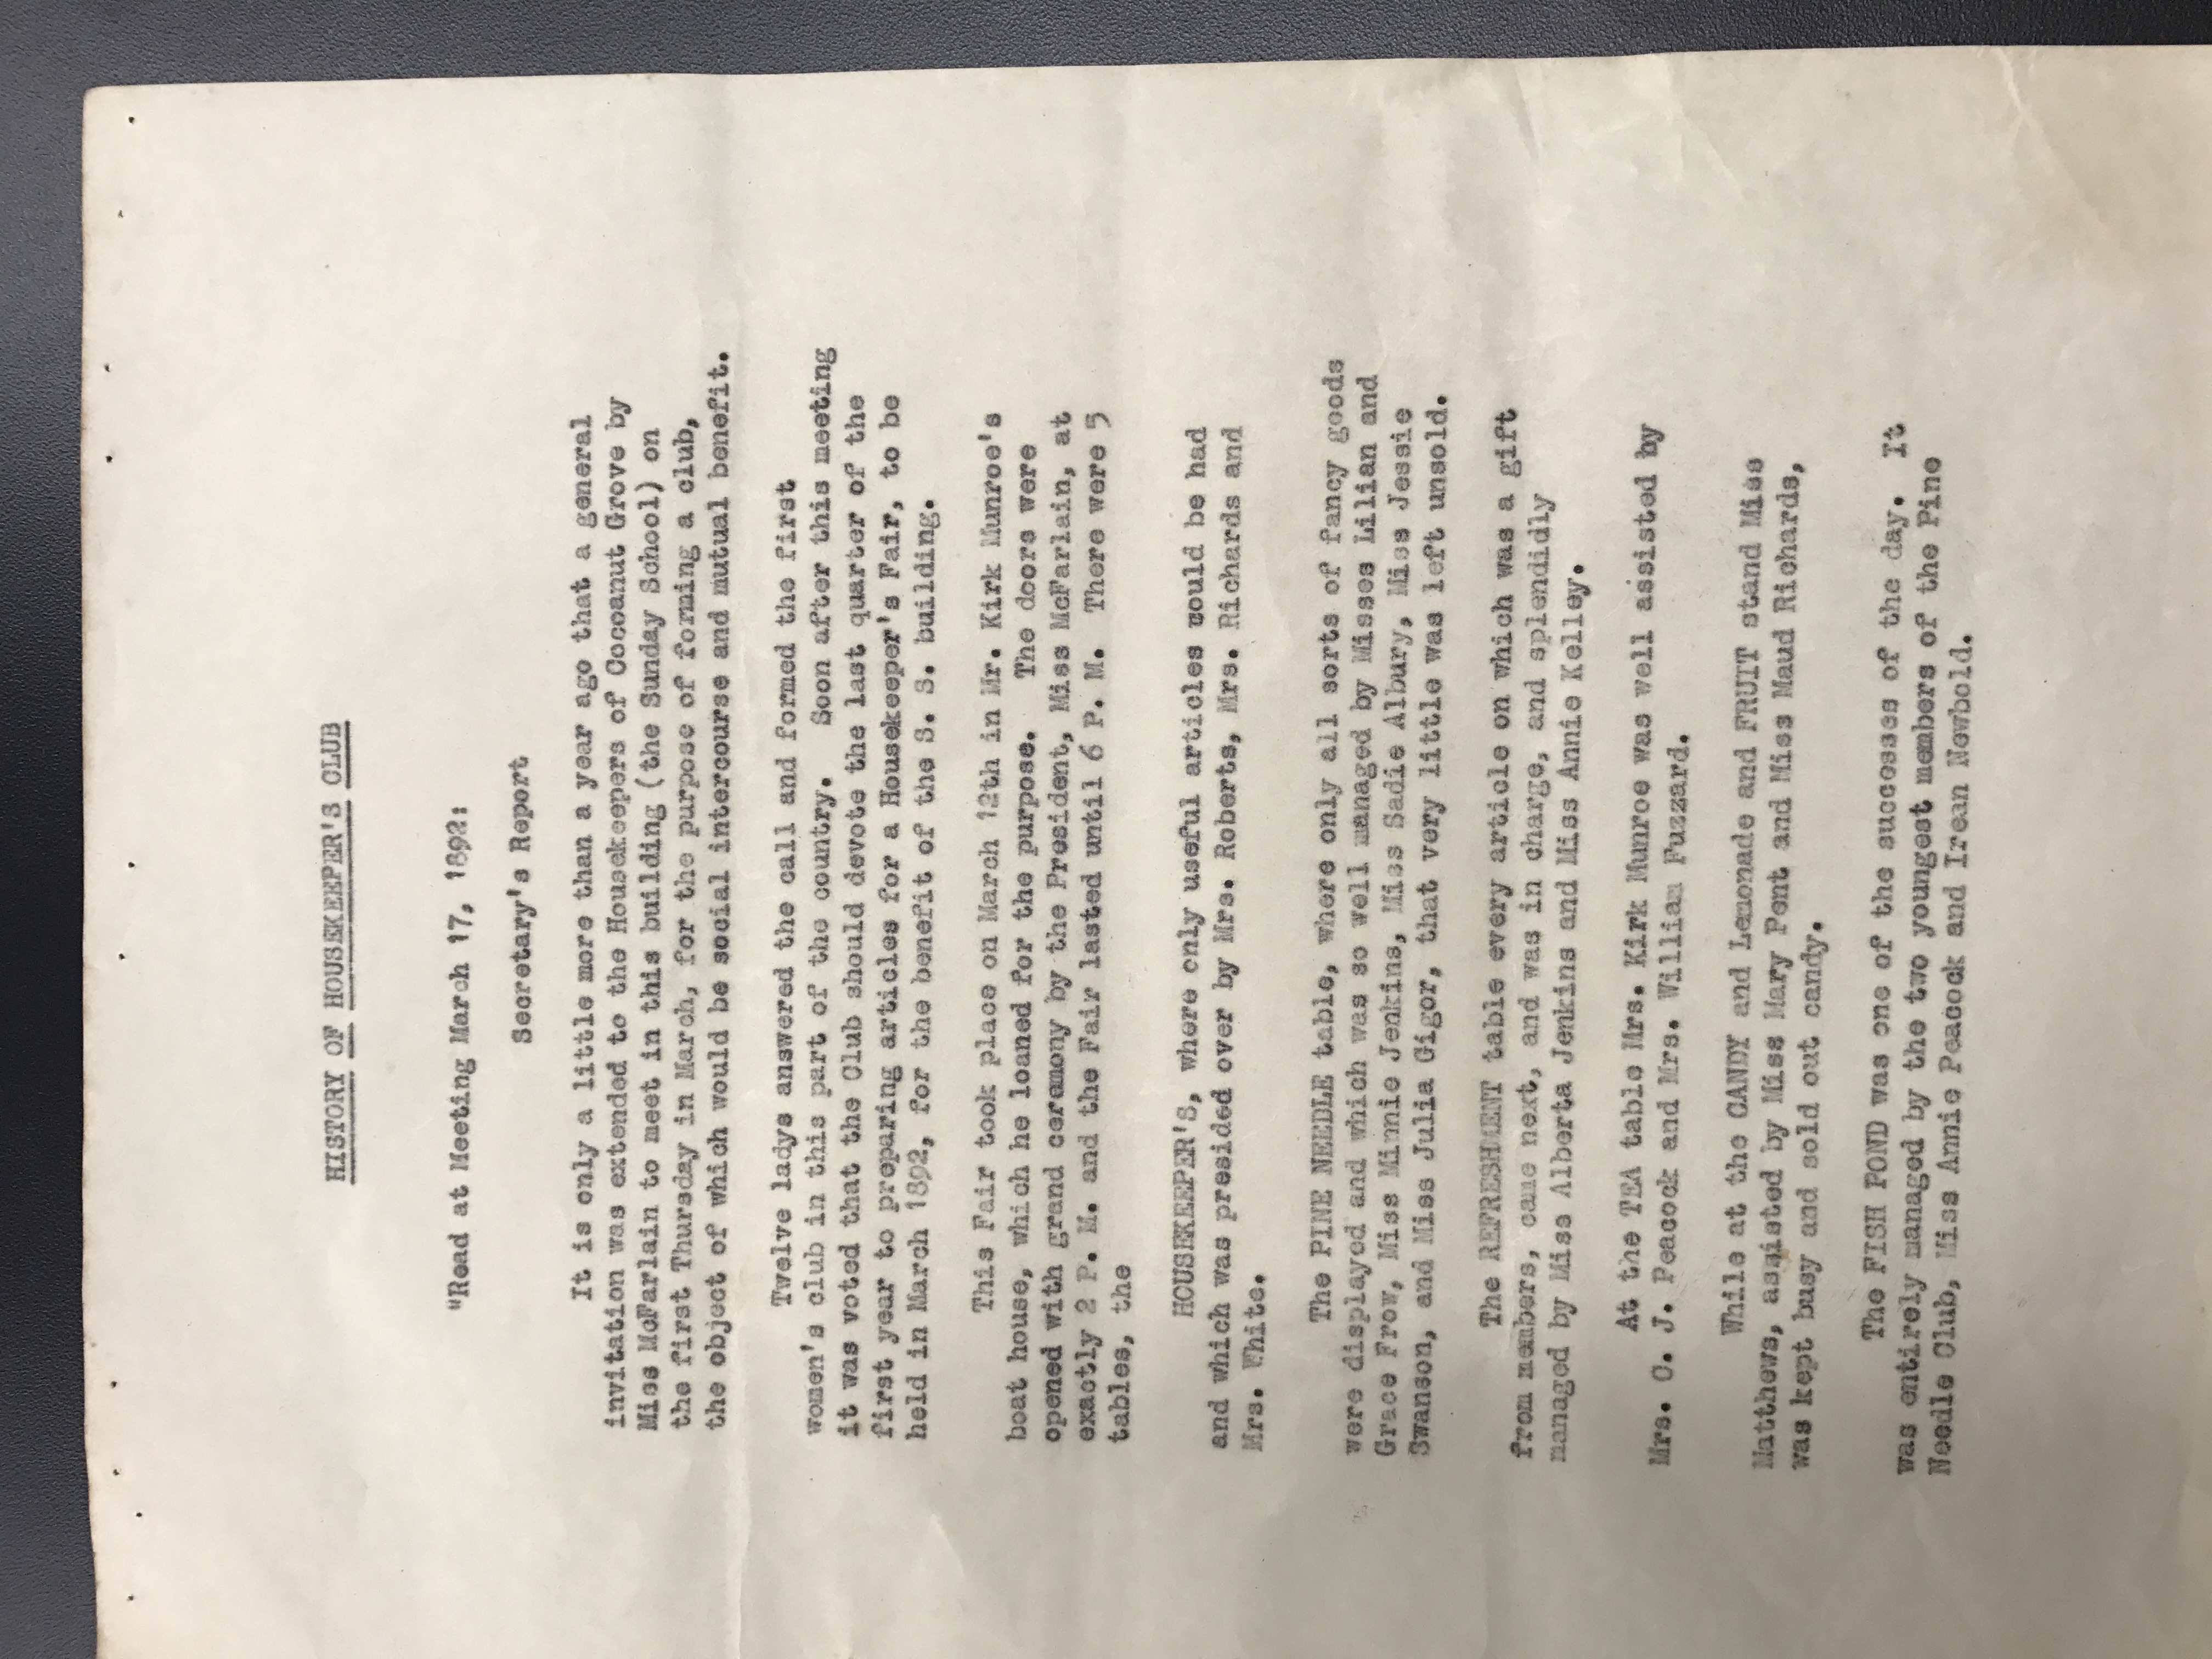 HISTORY OF HOUSEKEEPER'S CLUB
"Read at Meeting March 17, 1892:
Secretary's Report
It is only a little more than a year ago that a general
invitation was extended to the Housekeepers of Cocoanut Grove by
Miss McFarlain to meet in this building (the Sunday School) on
the first Thursday in March, for the purpose of forming a club,
the object of which would be social intercourse and mutual benefit.
Twelve ladys answered the call and formed the first
women's club in this part of the country. Soon after this meeting
it was voted that the Club should devote the last quarter of the
first year to preparing articles for a Housekeeper's Fair, to be
held in March 1892, for the benefit of the S. S. building.
This Fair took place on March 12th in Mr. Kirk Munroe's
boat house, which he loaned for the purpose. The doors were
opened with grand ceremony by the President, Miss McFarlain, at
exactly 2 P. M. and the Fair lasted until 6 P. M. There were 5
tables, the
HOUSEKEEPER'S, where only useful articles could be had
and which was presided over by Mrs. Roberts, Mrs. Richards and
Mrs. White.
The PINE NEEDLE table, where only all sorts of fancy goods
were displayed and which was so well managed by Misses Lilian and
Grace Frow, Miss Minnie Jenkins, Miss Sadie Albury, Miss Jessie
Swanson, and Miss Julia Gigor, that very little was left unsold.
The REFRESHMENT table every article on which was a gift
from members, came next, and was in charge, and splendidly
managed by Miss Alberta Jenkins and Miss Annie Kelley.
At the TEA table Mrs. Kirk Munroe was well assisted by
Mrs. C. J. Peacock and Mrs. William Fuzzard.
While at the CANDY and Lemonade and FRUIT stand Miss
Matthews, assisted by Miss Mary Pent and Miss Maud Richards,
was kept busy and sold out candy.
The FISH POND was one of the successes of the day. It
was entirely managed by the two youngest members of the Pine
Needle Club, Miss Annie Peacock and Irean Newbold.